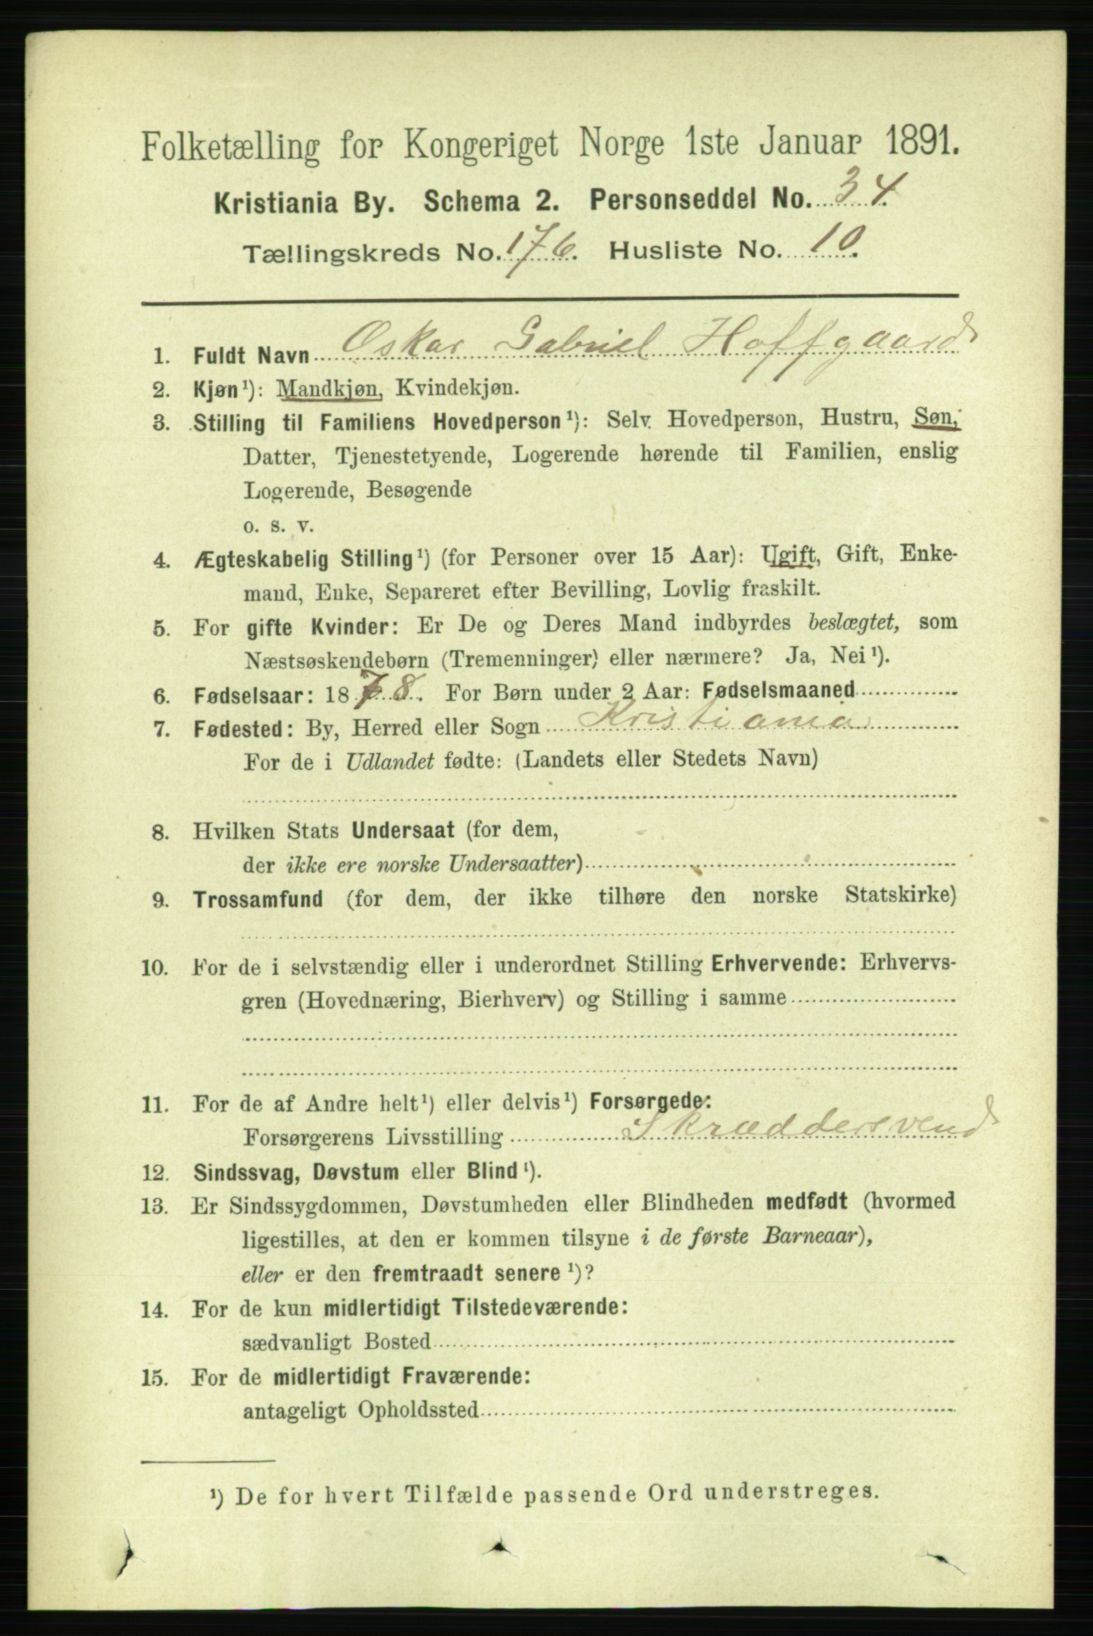 Folketælling for Kongeriget Norge 1ste Januar 1891.
Kristiania By. Schema 2. Personseddel No. 34.
Tællingskreds No. 176. Husliste No. 10.
1. Fuldt Navn Oskar Gabriel Hoffgaard
2. Kjøn¹): Mandkjøn, Kvindekjøn.
3. Stilling til Familiens Hovedperson¹): Selv Hovedperson, Hustru, Søn,
Datter, Tjenestetyende, Logerende hørende til Familien, enslig
Logerende, Besøgende
o. s. v.
4. Ægteskabelig Stilling¹) (for Personer over 15 Aar): Ugift, Gift, Enke-
mand, Enke, Separeret efter Bevilling, Lovlig fraskilt.
5. For gifte Kvinder: Er De og Deres Mand indbyrdes beslægtet, som
Næstsøskendebørn (Tremenninger) eller nærmere? Ja, Nei¹).
6. Fødselsaar: 1878. For Børn under 2 Aar: Fødselsmaaned
7. Fødested: By, Herred eller Sogn Kristiania
For de i Udlandet fødte: (Landets eller Stedets Navn)
8. Hvilken Stats Undersaat (for dem,
der ikke ere norske Undersaatter)
9. Trossamfund (for dem, der ikke tilhøre den norske Statskirke)
10. For de i selvstændig eller i underordnet Stilling Erhvervende: Erhvervs-
gren (Hovednæring, Bierhverv) og Stilling i samme
11. For de af Andre helt¹) eller delvis¹) Forsørgede:
Forsørgerens Livsstilling Skræddersvend
12. Sindssvag, Døvstum eller Blind¹).
13. Er Sindssygdommen, Døvstumheden eller Blindheden medfødt (hvormed
ligestilles, at den er kommen tilsyne i de første Barneaar),
eller er den fremtraadt senere¹)?
14. For de kun midlertidigt Tilstedeværende:
sædvanligt Bosted
15. For de midlertidigt Fraværende:
antageligt Opholdssted
¹) De for hvert Tilfælde passende Ord understreges.